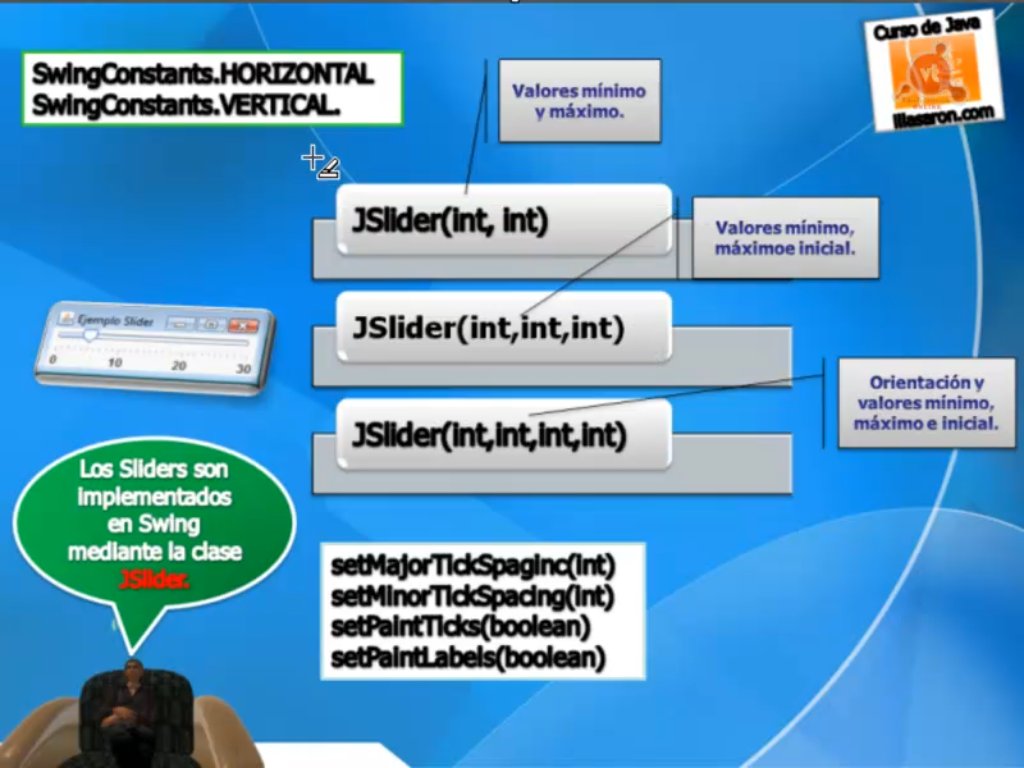 Curso de Java
vt
lliasaron.com
SwingConstants.HORIZONTAL
SwingConstants.VERTICAL.
Valores mínimo
y máximo.
JSlider(int, int)
Valores mínimo,
máximoe inicial.
JSlider(int,int,int)
Ejemplo Slider
0 10 20 30
Orientación y
valores mínimo,
máximo e inicial.
JSlider(int,int,int,int)
Los Sliders son
implementados
en Swing
mediante la clase
JSlider.
setMajorTickSpaginc(int)
setMinorTickSpacing(int)
setPaintTicks(boolean)
setPaintLabels(boolean)